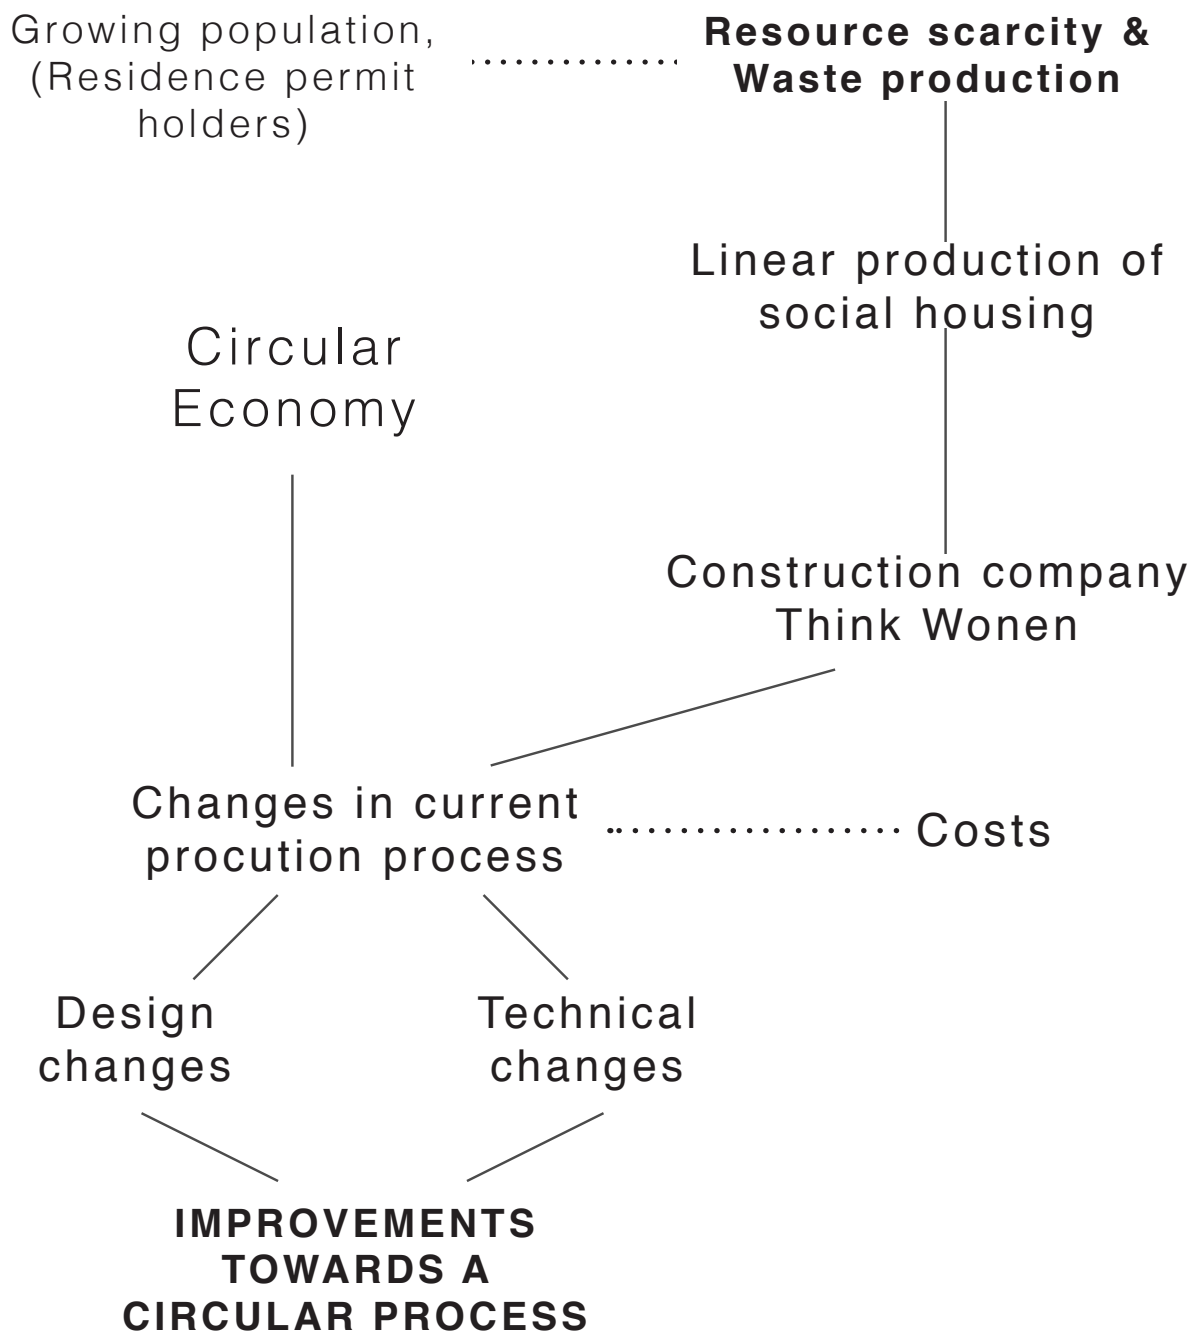 Growing population,
(Residence permit
holders)
Resource scarcity &
Waste production
Linear production of
social housing
Circular
Economy
Construction company
Think Wonen
Changes in current
procution process
Costs
Design
changes
Technical
changes
IMPROVEMENTS
TOWARDS A
CIRCULAR PROCESS